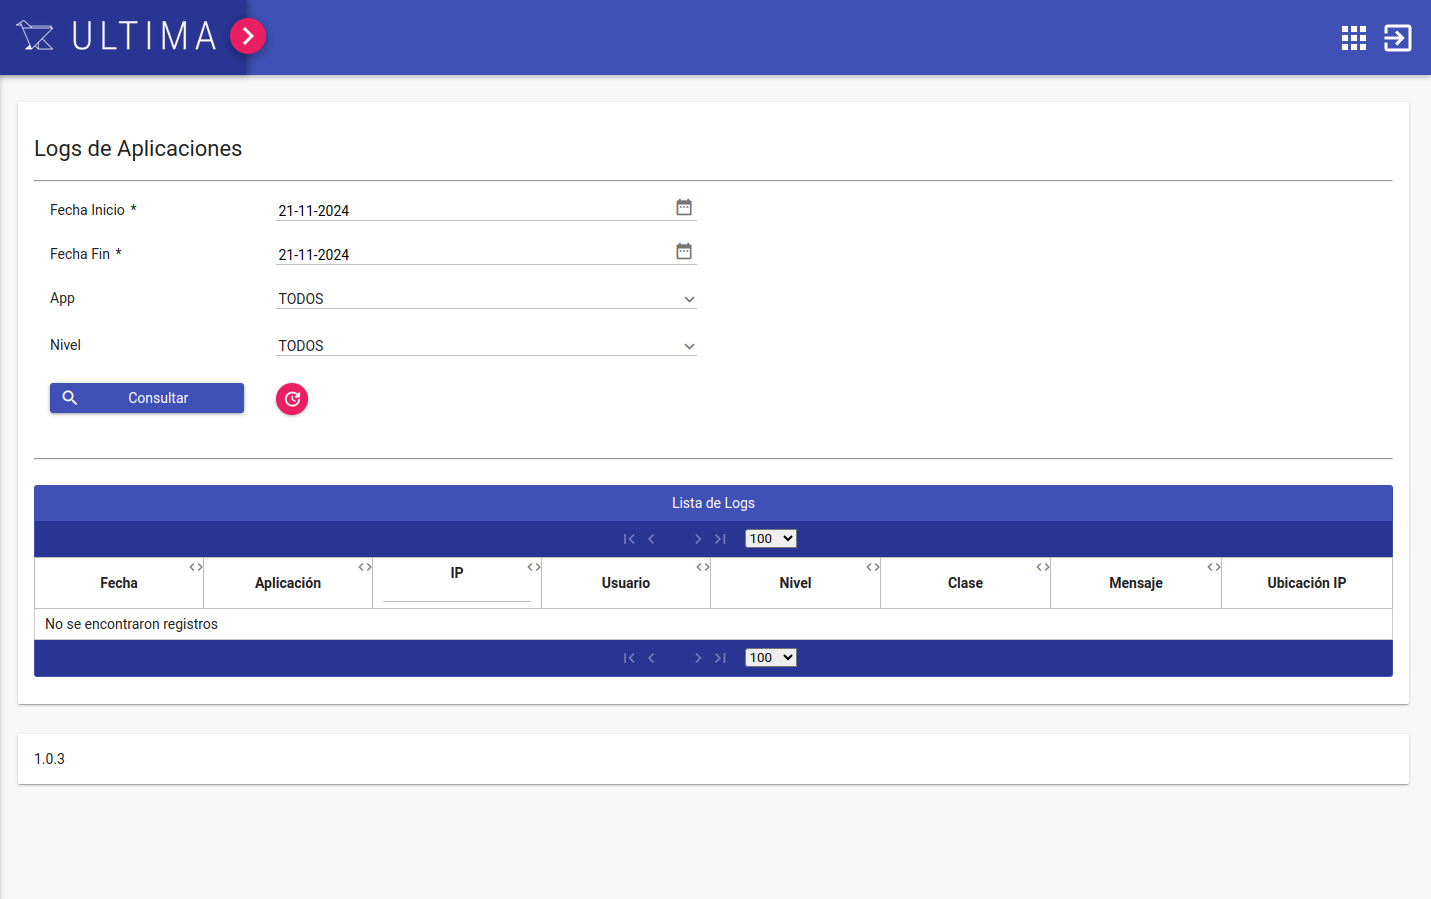 ULTIMA
Logs de Aplicaciones
Fecha Inicio *
21-11-2024
Fecha Fin *
21-11-2024
App
TODOS
Nivel
TODOS
Consultar
Lista de Logs
100
Fecha
Aplicación
IP
Usuario
Nivel
Clase
Mensaje
Ubicación IP
No se encontraron registros
100
1.0.3